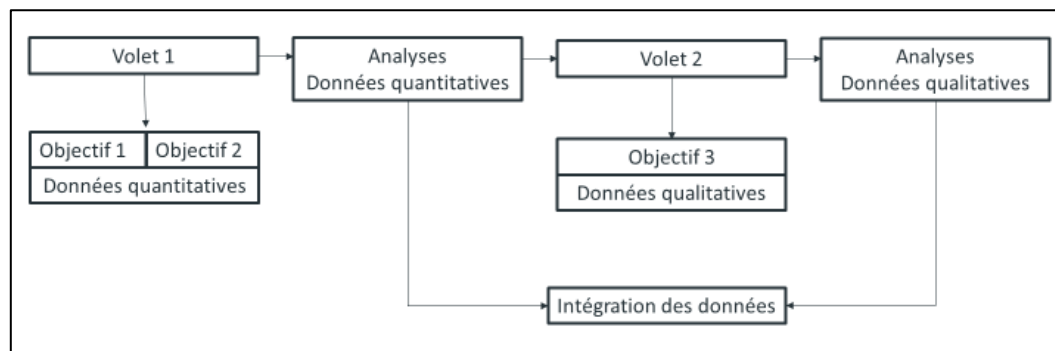 Volet 1
Analyses
Données quantitatives
Volet 2
Analyses
Données qualitatives
Objectif 1
Objectif 2
Données quantitatives
Objectif 3
Données qualitatives
Intégration des données